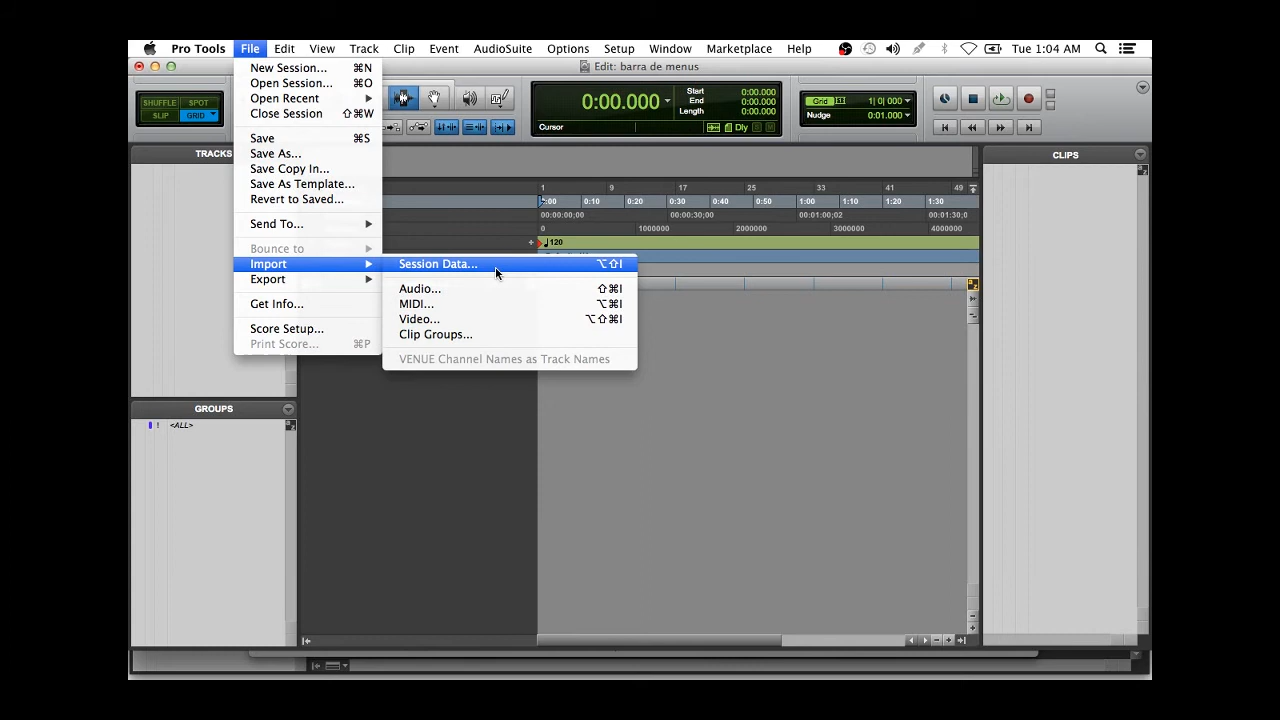 Pro Tools File Edit View Track Clip Event AudioSuite Options Setup Window Marketplace Help Tue 1:04 AM
Edit: barra de menus
New Session... ⌘N
Open Session... ⌘O
Open Recent
Close Session ⇧⌘W
Save ⌘S
Save As...
Save Copy In...
Save As Template...
Revert to Saved...
Send To...
Bounce to
Import
Export
Get Info...
Score Setup...
Print Score... ⌘P
Session Data... ⌥⇧I
Audio... ⇧⌘I
MIDI... ⌥⌘I
Video... ⌥⇧⌘I
Clip Groups...
VENUE Channel Names as Track Names
SHUFFLE SPOT
SLIP GRID
0:00.000
Start 0:00.000
End 0:00.000
Length 0:00.000
Cursor Dly
Grid 1| 0| 000
Nudge 0:01.000
TRACKS
CLIPS
1 9 17 25 33 41 49
:00 0:10 0:20 0:30 0:40 0:50 1:00 1:10 1:20 1:30
00:00:00;00 00:00:30;00 00:01:00;02 00:01:30;0
0 1000000 2000000 3000000 4000000
120
GROUPS
! <ALL>